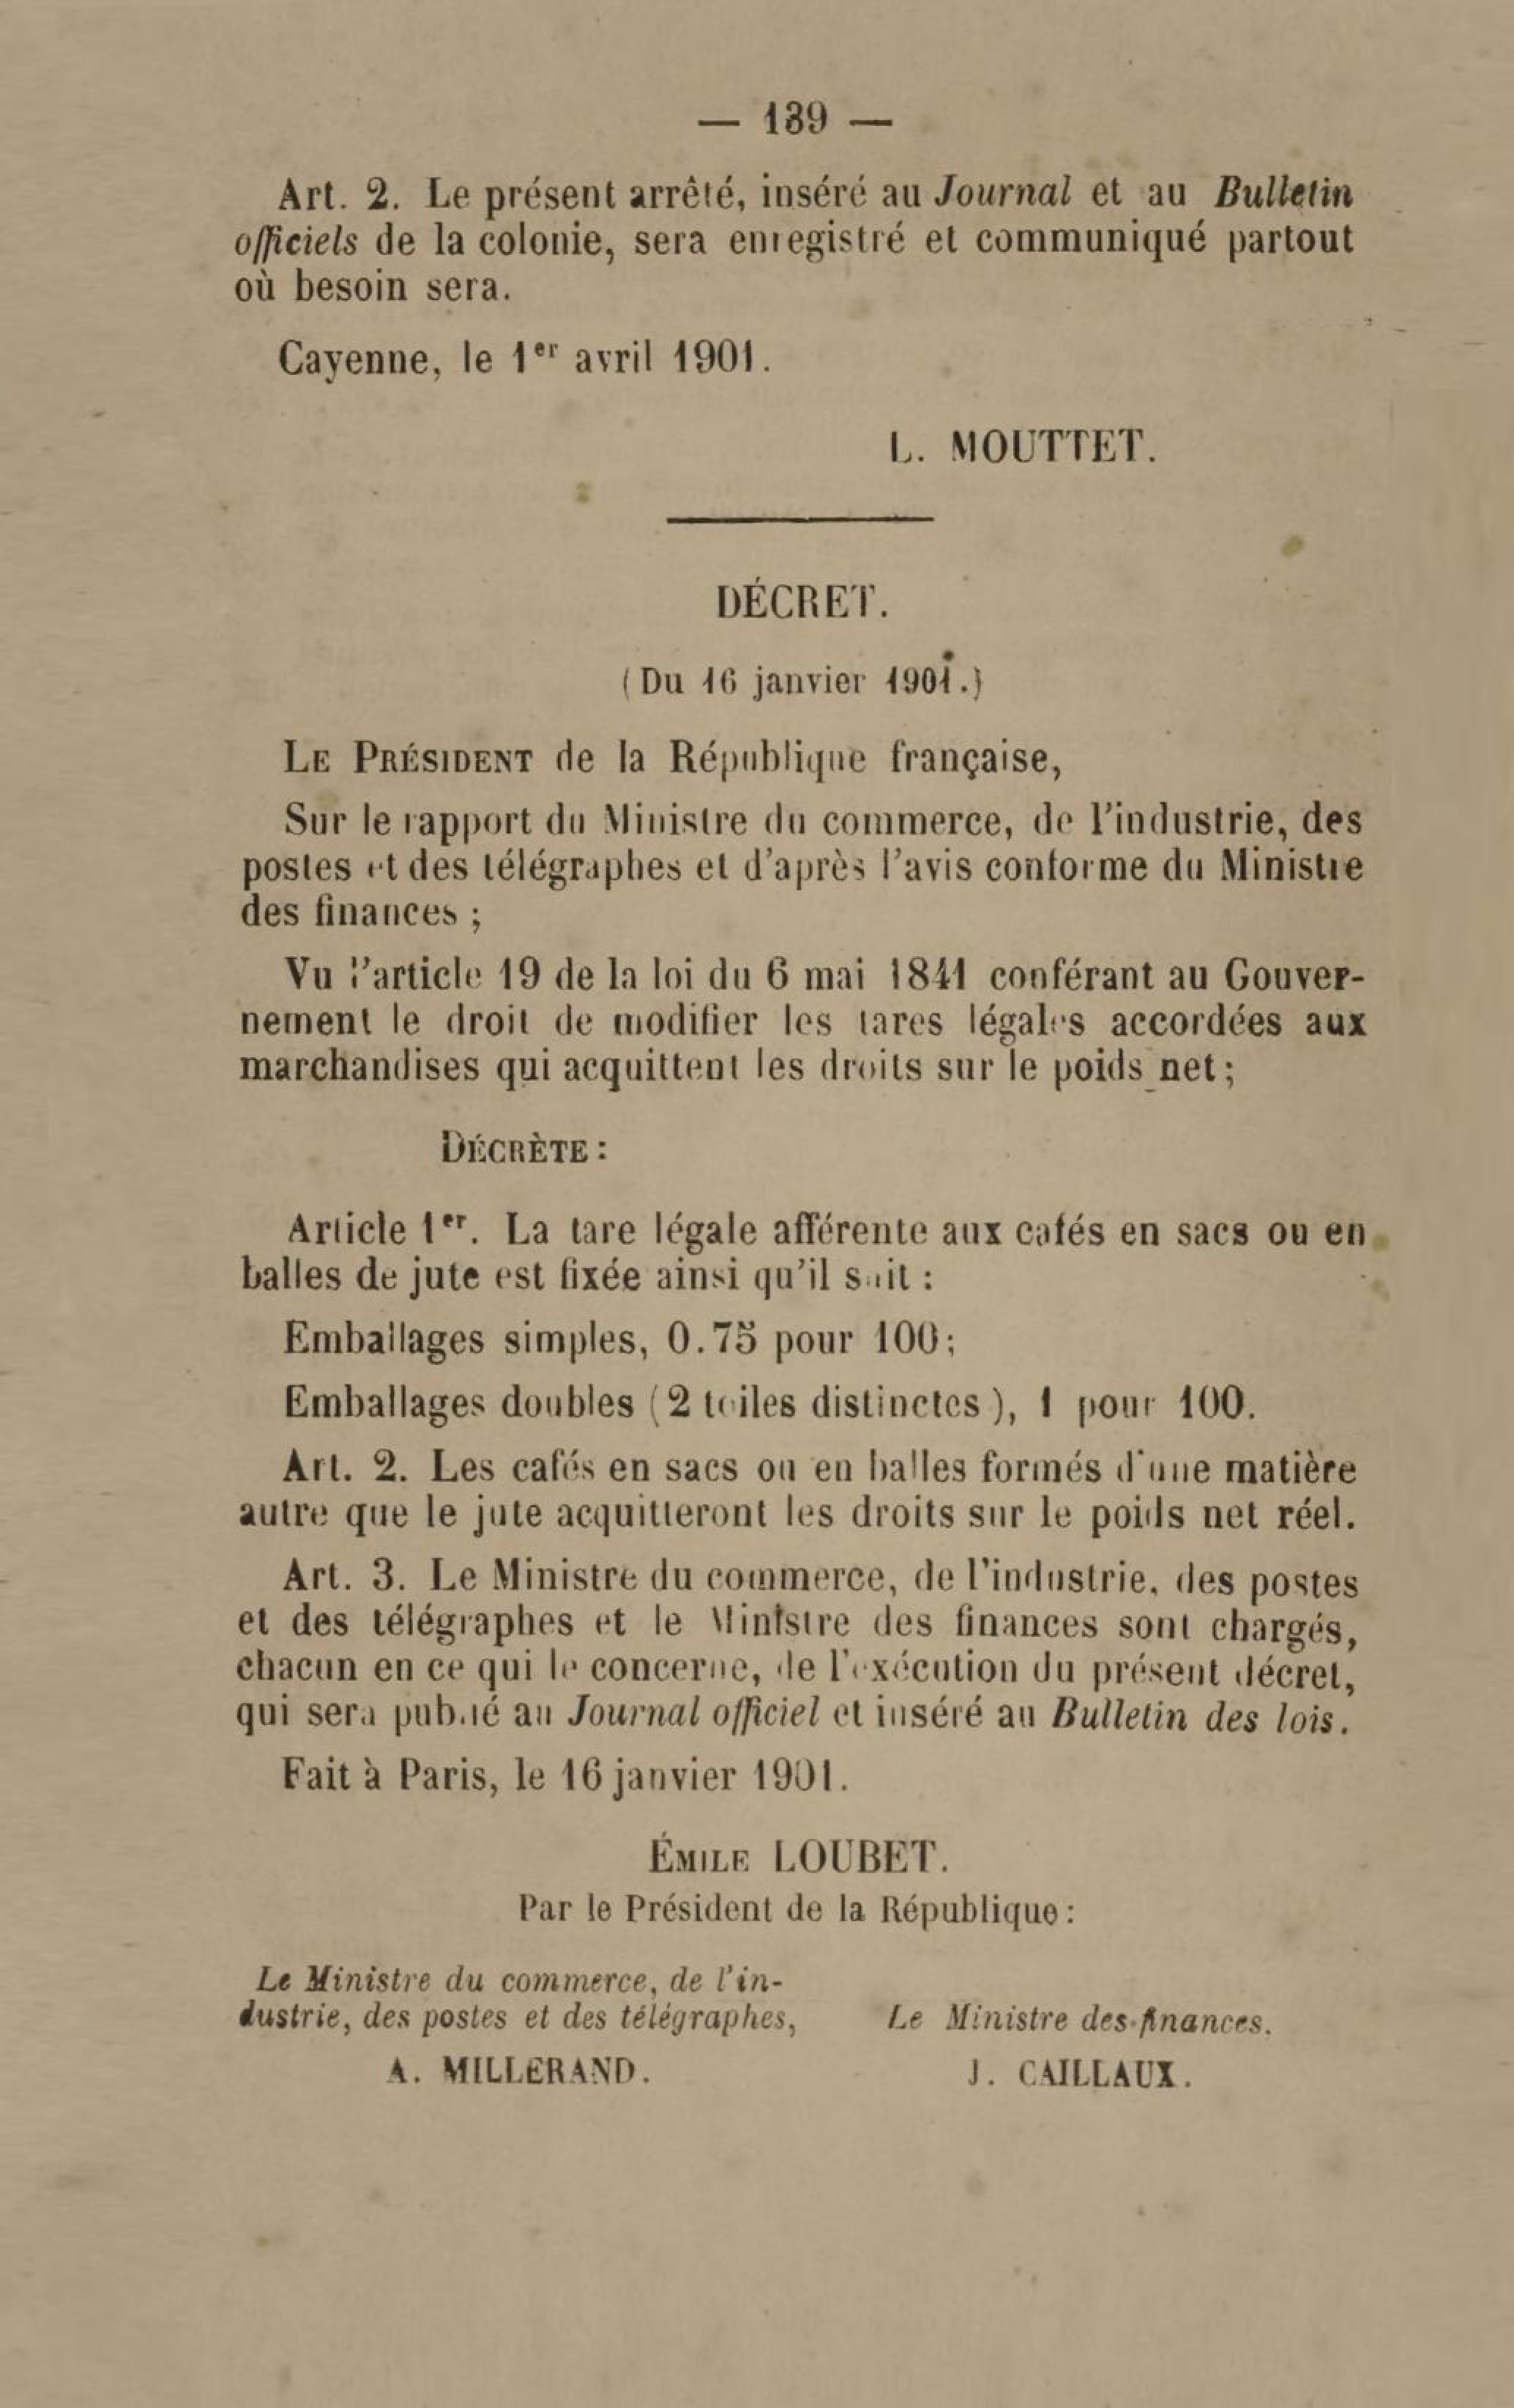 — 139 —
Art. 2. Le présent arrêté, inséré au Journal et au Bulletin
officiels de la colonie, sera enregistré et communiqué partout
où besoin sera.
Cayenne, le 1er avril 1901.
L. MOUTTET.
DÉCRET.
(Du 16 janvier 1901.)
LE PRÉSIDENT de la République française,
Sur le rapport du Ministre du commerce, de l'industrie, des
postes et des télégraphes et d'après l'avis conforme du Ministre
des finances ;
Vu l'article 19 de la loi du 6 mai 1841 conférant au Gouver-
nement le droit de modifier les tares légales accordées aux
marchandises qui acquittent les droits sur le poids net;
DÉCRÈTE :
Article 1er. La tare légale afférente aux cafés en sacs ou en
balles de jute est fixée ainsi qu'il suit :
Emballages simples, 0.75 pour 100;
Emballages doubles (2 toiles distinctes), 1 pour 100.
Art. 2. Les cafés en sacs ou en balles formés d'une matière
autre que le jute acquitteront les droits sur le poids net réel.
Art. 3. Le Ministre du commerce, de l'industrie, des postes
et des télégraphes et le Ministre des finances sont chargés,
chacun en ce qui le concerne, de l'exécution du présent décret,
qui sera publié au Journal officiel et inséré au Bulletin des lois.
Fait à Paris, le 16 janvier 1901.
ÉMILE LOUBET.
Par le Président de la République :
Le Ministre du commerce, de l'in-
dustrie, des postes et des télégraphes,
A. MILLERAND.
Le Ministre des finances.
J. CAILLAUX.